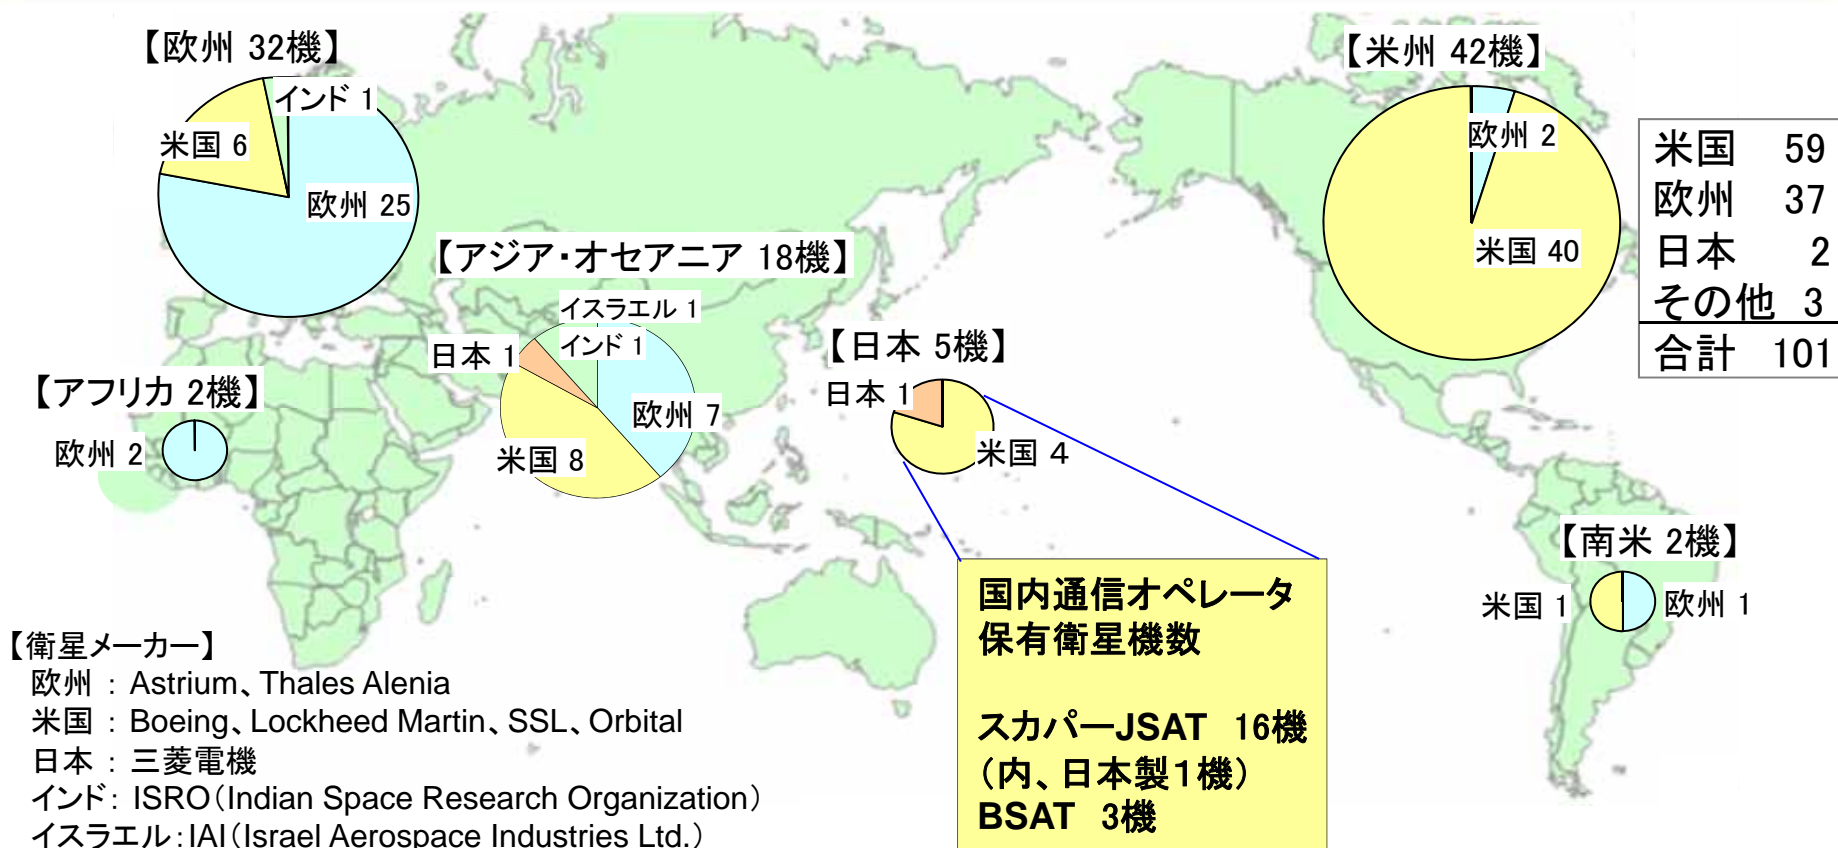 【欧州 32機】
インド 1
米国 6
欧州 25
【米州 42機】
欧州 2
米国 40
米国 59
欧州 37
日本 2
その他 3
合計 101
【アジア・オセアニア 18機】
イスラエル 1
インド 1
日本 1
欧州 7
米国 8
【日本 5機】
日本 1
米国 4
【アフリカ 2機】
欧州 2
【南米 2機】
米国 1
欧州 1
国内通信オペレータ
保有衛星機数
スカパーJSAT 16機
(内、日本製1機)
BSAT 3機
【衛星メーカー】
欧州 : Astrium、Thales Alenia
米国 : Boeing、Lockheed Martin、SSL、Orbital
日本 : 三菱電機
インド: ISRO(Indian Space Research Organization)
イスラエル:IAI(Israel Aerospace Industries Ltd.)